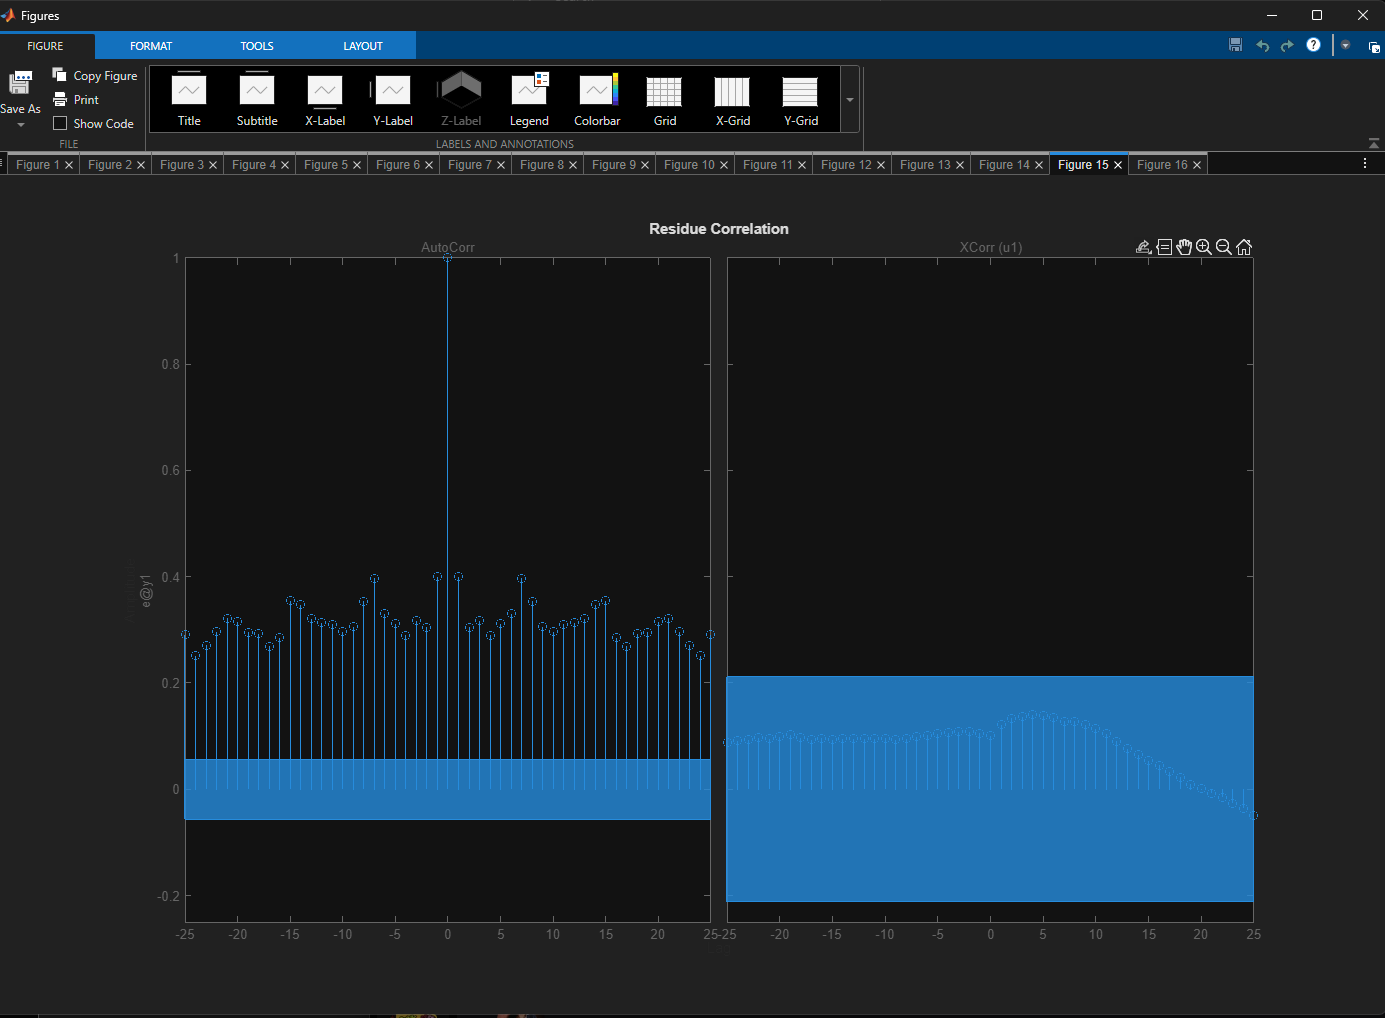 Figures
FIGURE FORMAT TOOLS LAYOUT
Save As
Copy Figure
Print
Show Code
FILE
Title Subtitle X-Label Y-Label Z-Label Legend Colorbar Grid X-Grid Y-Grid
LABELS AND ANNOTATIONS
Figure 1 Figure 2 Figure 3 Figure 4 Figure 5 Figure 6 Figure 7 Figure 8 Figure 9 Figure 10 Figure 11 Figure 12 Figure 13 Figure 14 Figure 15 Figure 16
Residue Correlation
AutoCorr
XCorr (u1)
1
0.8
0.6
0.4
0.2
0
-0.2
e@y1
-25 -20 -15 -10 -5 0 5 10 15 20 25
-25 -20 -15 -10 -5 0 5 10 15 20 25